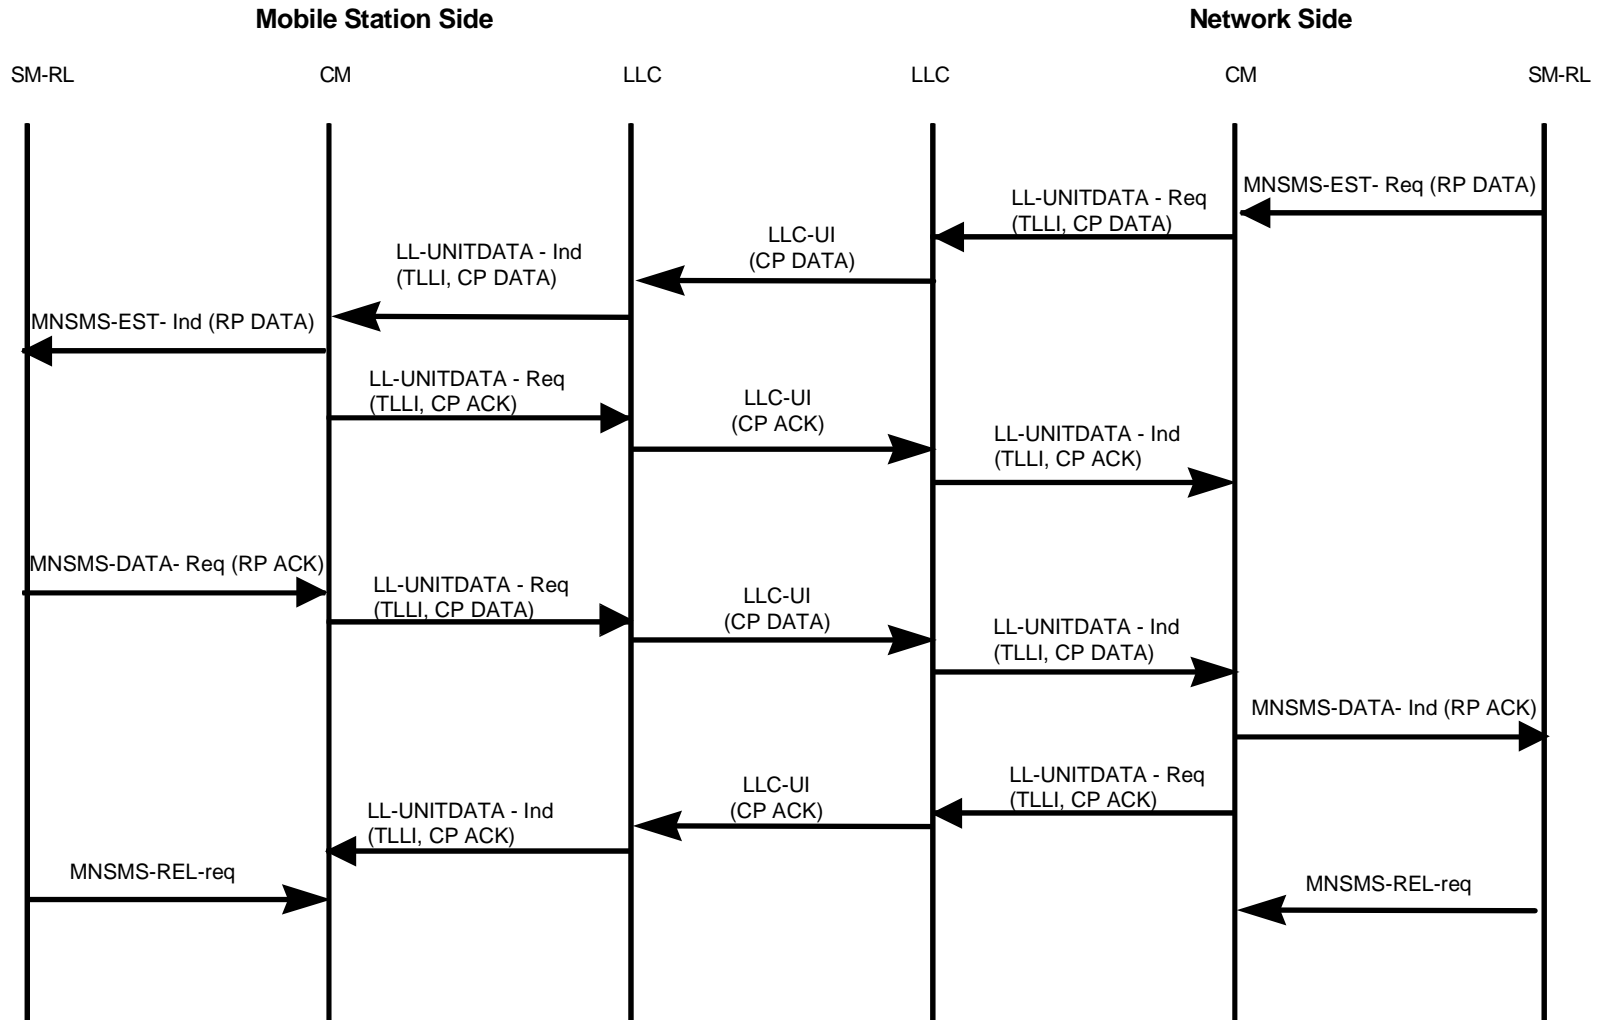 Mobile Station Side
Network Side
SM-RL
CM
LLC
LLC
CM
SM-RL
MNSMS-EST- Req (RP DATA)
LL-UNITDATA - Req
(TLLI, CP DATA)
LLC-UI
(CP DATA)
LL-UNITDATA - Ind
(TLLI, CP DATA)
MNSMS-EST- Ind (RP DATA)
LL-UNITDATA - Req
(TLLI, CP ACK)
LLC-UI
(CP ACK)
LL-UNITDATA - Ind
(TLLI, CP ACK)
MNSMS-DATA- Req (RP ACK)
LL-UNITDATA - Req
(TLLI, CP DATA)
LLC-UI
(CP DATA)
LL-UNITDATA - Ind
(TLLI, CP DATA)
MNSMS-DATA- Ind (RP ACK)
LL-UNITDATA - Req
(TLLI, CP ACK)
LLC-UI
(CP ACK)
LL-UNITDATA - Ind
(TLLI, CP ACK)
MNSMS-REL-req
MNSMS-REL-req